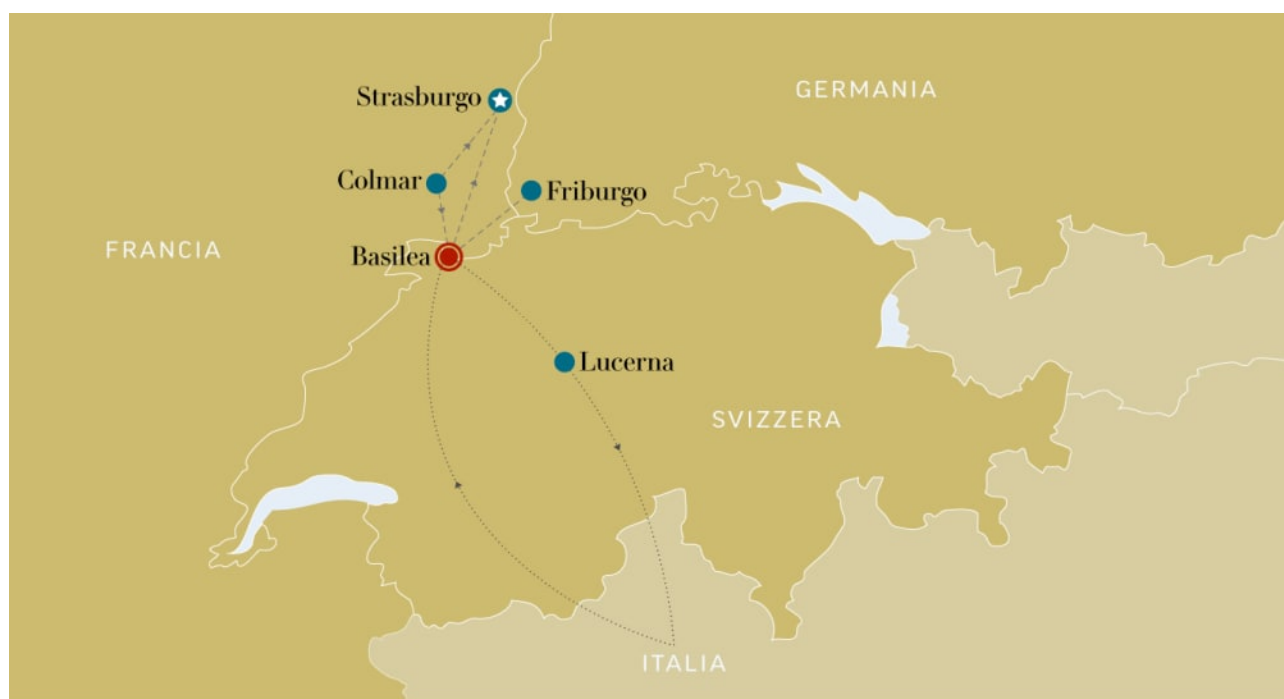 GERMANIA
Strasburgo
Colmar
Friburgo
FRANCIA
Basilea
Lucerna
SVIZZERA
ITALIA